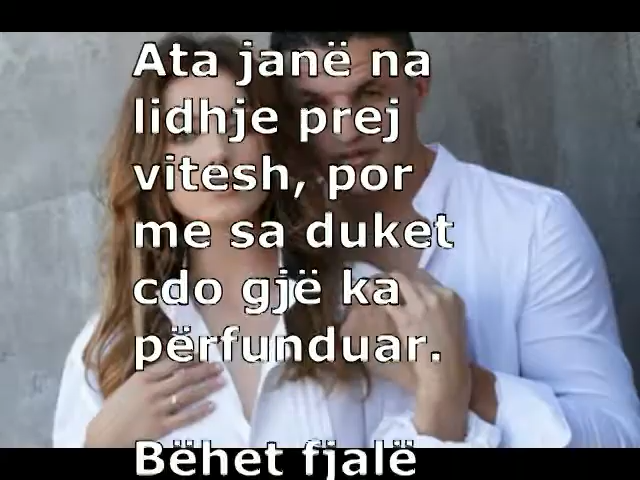 Ata janë na
lidhje prej
vitesh, por
me sa duket
cdo gjë ka
përfunduar.
Bëhet fjalë